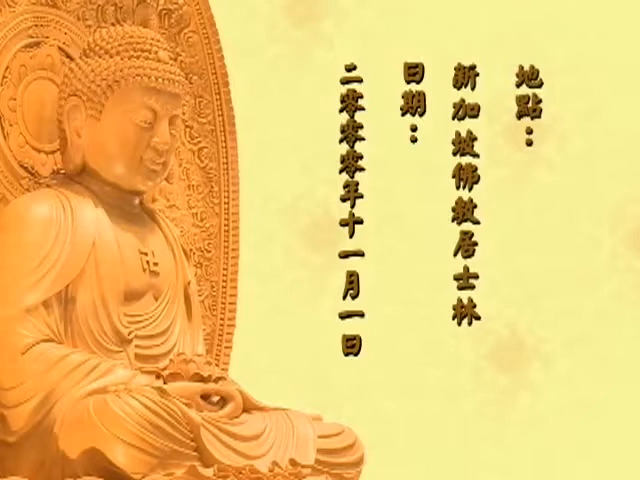 地點：
新加坡佛教居士林
日期：
二零零零年十一月一日
卍